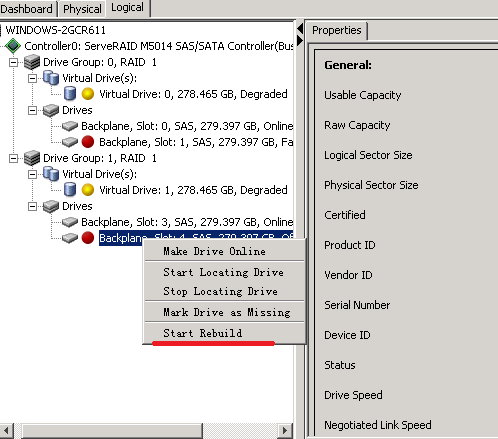 Dashboard Physical Logical
WINDOWS-2GCR6DT
Controller0: ServeRAID M5014 SAS/SATA Controller(Bus
Drive Group: 0, RAID 1
Virtual Drive(s):
Virtual Drive: 0, 278.465 GB, Degraded
Drives
Backplane, Slot: 0, SAS, 279.397 GB, Online
Backplane, Slot: 1, SAS, 279.397 GB, Fa
Drive Group: 1, RAID 1
Virtual Drive(s):
Virtual Drive: 1, 278.465 GB, Degraded
Drives
Backplane, Slot: 3, SAS, 279.397 GB, Online
Backplane, Slot: 4, SAS, 279.397 GB, Of
Make Drive Online
Start Locating Drive
Stop Locating Drive
Mark Drive as Missing
Start Rebuild
Properties
General:
Usable Capacity
Raw Capacity
Logical Sector Size
Physical Sector Size
Certified
Product ID
Vendor ID
Serial Number
Device ID
Status
Drive Speed
Negotiated Link Speed